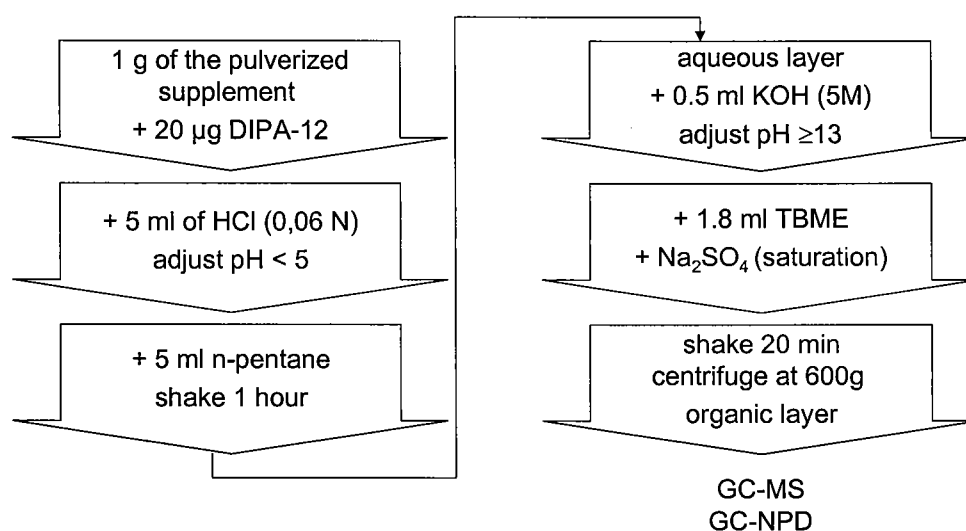 1 g of the pulverized
supplement
+ 20 µg DIPA-12
+ 5 ml of HCl (0,06 N)
adjust pH < 5
+ 5 ml n-pentane
shake 1 hour
aqueous layer
+ 0.5 ml KOH (5M)
adjust pH ≥13
+ 1.8 ml TBME
+ Na₂SO₄ (saturation)
shake 20 min
centrifuge at 600g
organic layer
GC-MS
GC-NPD